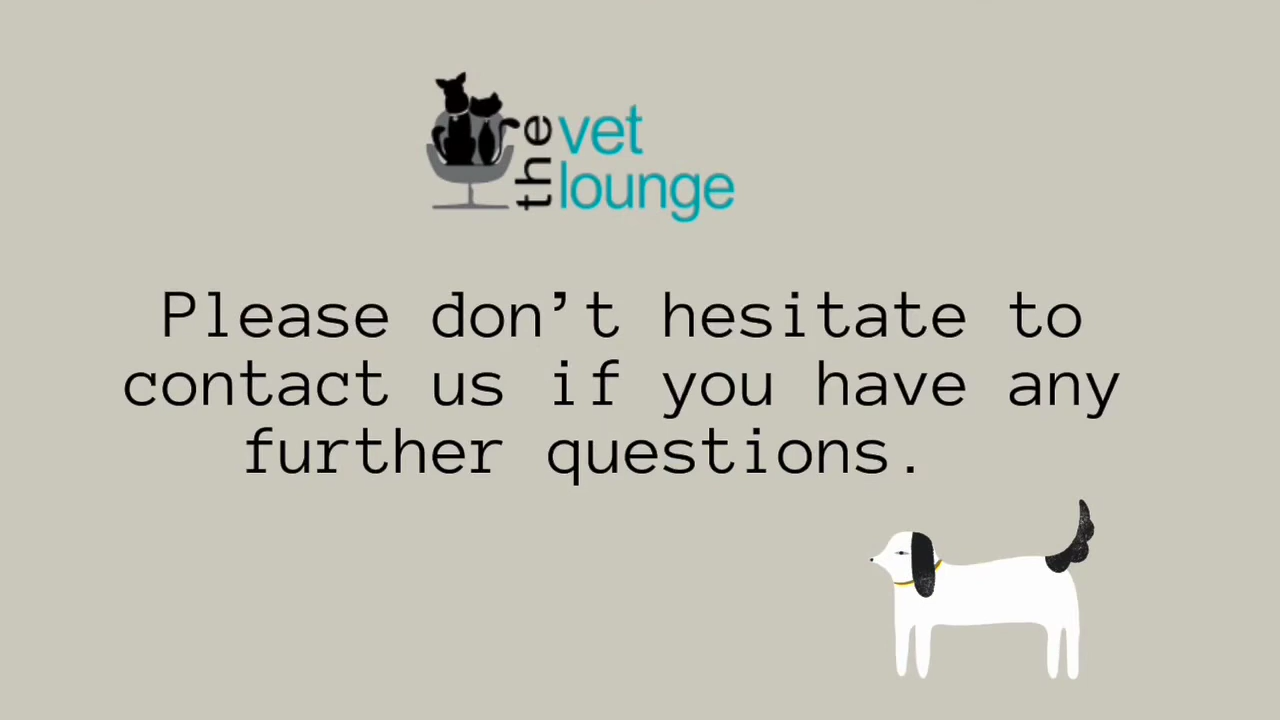 the vet
lounge
Please don’t hesitate to
contact us if you have any
further questions.